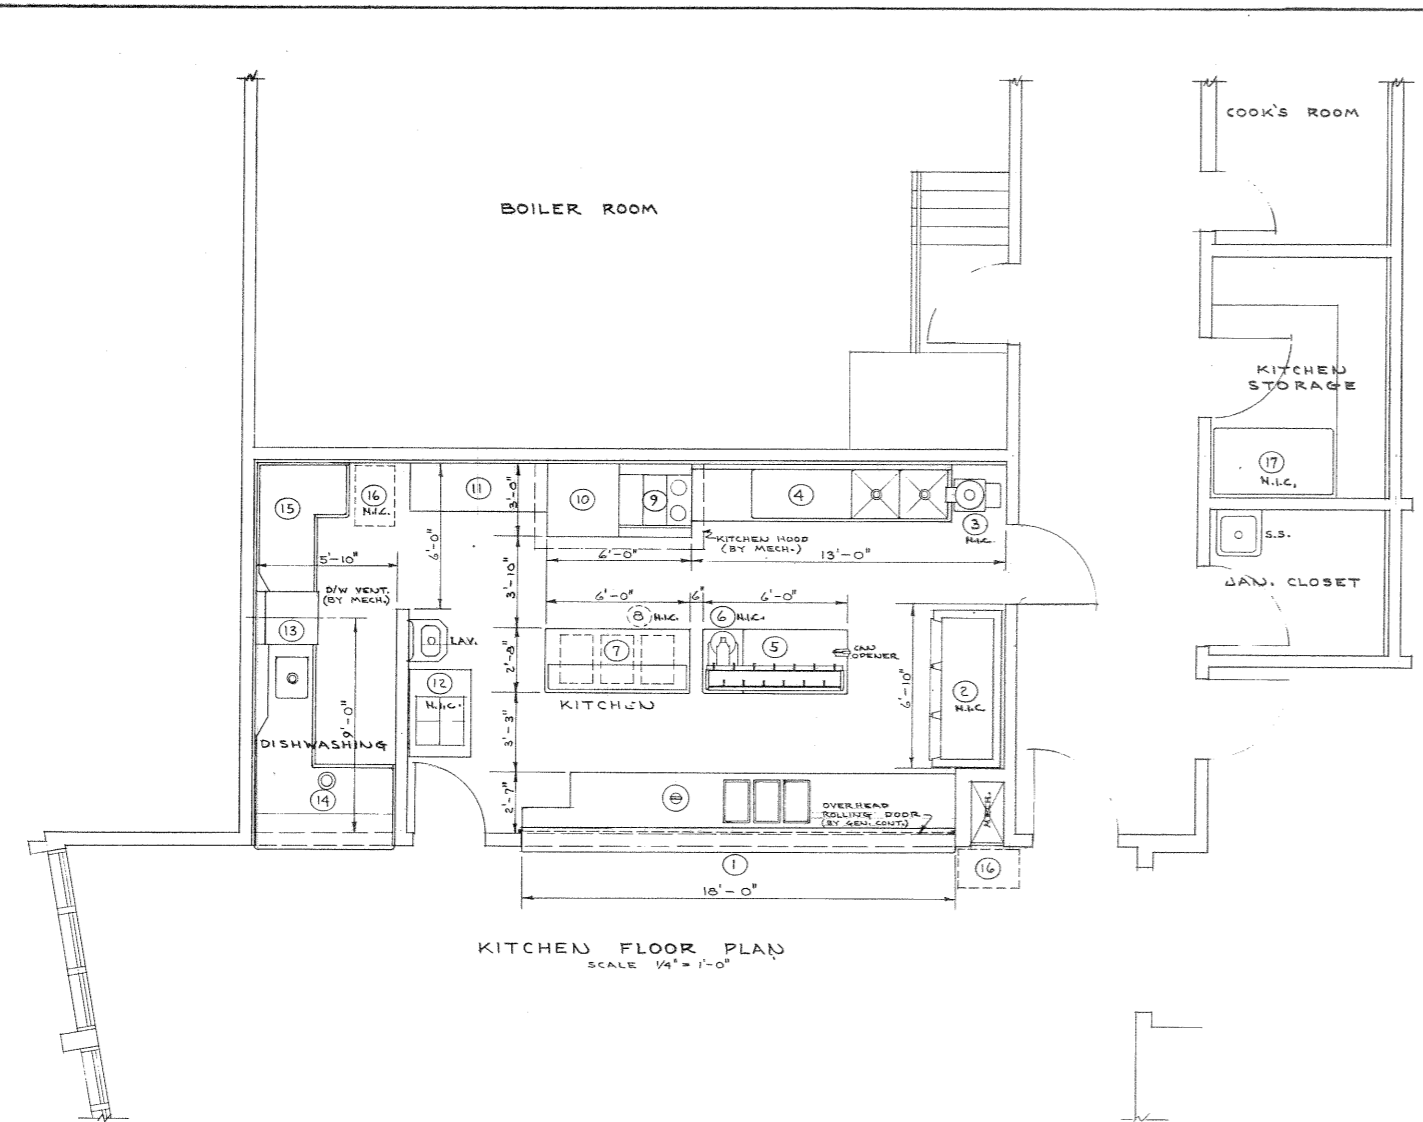 COOK'S ROOM
BOILER ROOM
KITCHEN
STORAGE
17
N.I.C.
15
16
N.I.C.
11
3'-0"
10
9
4
3
N.I.C.
6'-0"
KITCHEN HOOD
(BY MECH.)
6'-0"
13'-0"
S.S.
5'-10"
D/W VENT.
(BY MECH.)
3'-10"
JAN. CLOSET
6'-0"
6"
6'-0"
8
N.I.C.
6
N.I.C.
13
LAV.
7
5
CAN
OPENER
2'-8"
12
N.I.C.
6'-10"
2
N.I.C
KITCHEN
9'-0"
3'-3"
DISHWASHING
14
2'-7"
OVERHEAD
ROLLING DOOR
(BY GEN. CONT.)
MECH.
1
16
18'-0"
KITCHEN FLOOR PLAN
SCALE 1/4" = 1'-0"